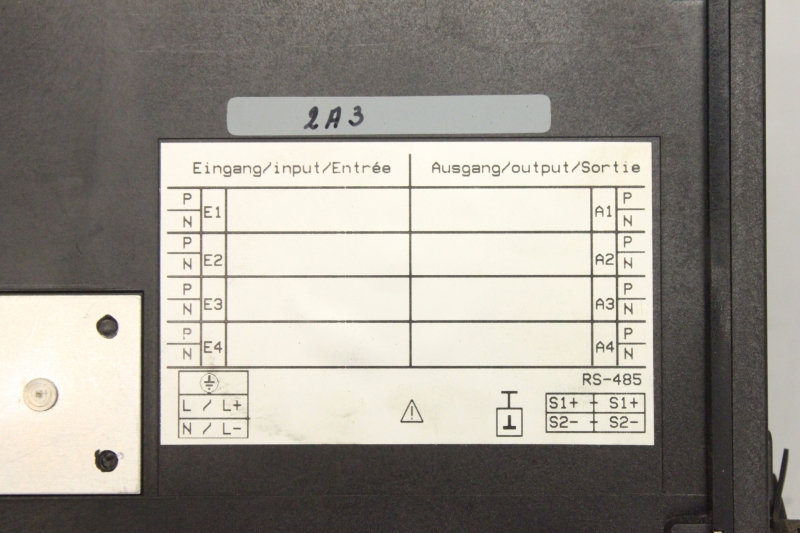 2A3
Eingang/input/Entrée Ausgang/output/Sortie
P E1 A1 P
N N
P E2 A2 P
N N
P E3 A3 P
N N
P E4 A4 P
N N
RS-485
L / L+ S1+ - S1+
N / L- S2- - S2-